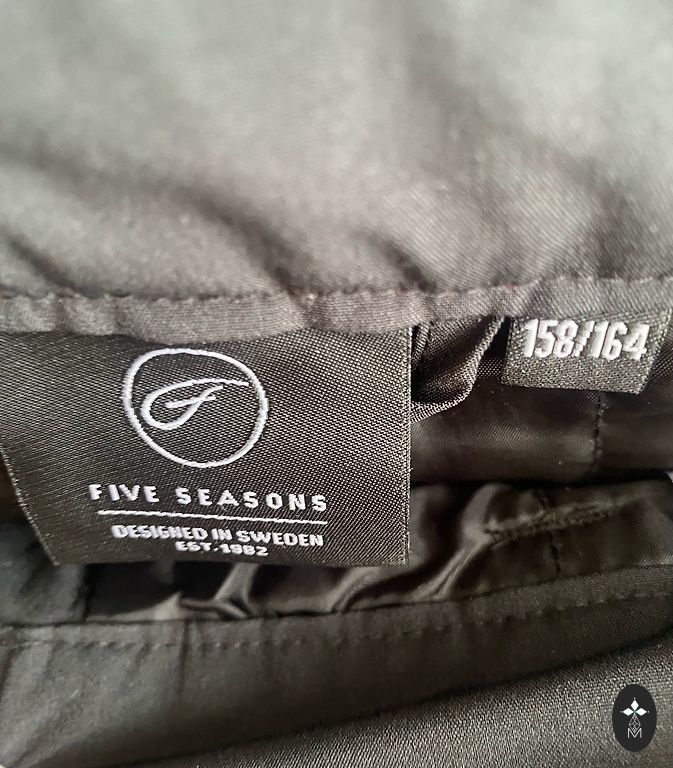 158/164
FIVE SEASONS
DESIGNED IN SWEDEN
EST. 1982
M